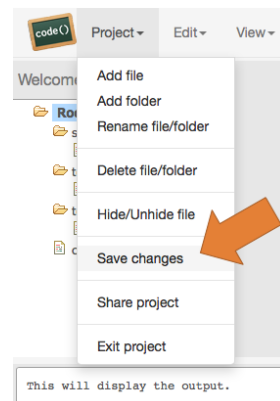 code() Project Edit View
Welcom
Add file
Add folder
Rename file/folder
Delete file/folder
Hide/Unhide file
Save changes
Share project
Exit project
This will display the output.